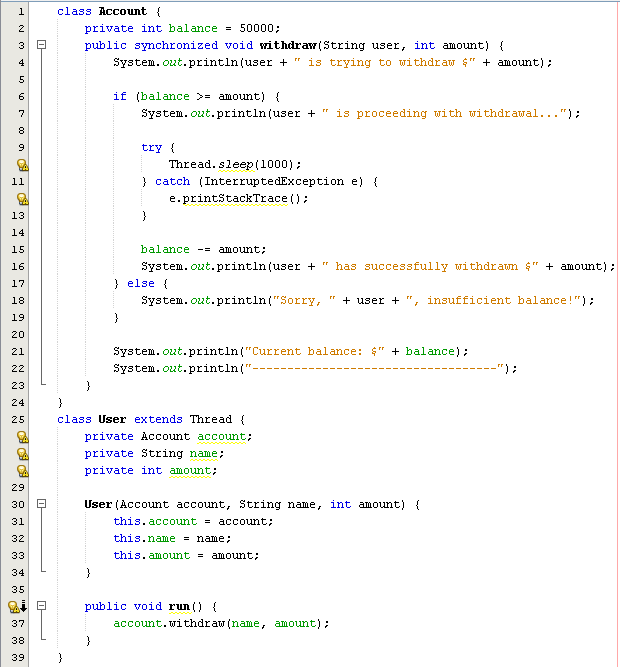 1 class Account {
2     private int balance = 50000;
3     public synchronized void withdraw(String user, int amount) {
4         System.out.println(user + " is trying to withdraw $" + amount);
5
6         if (balance >= amount) {
7             System.out.println(user + " is proceeding with withdrawal...");
8
9             try {
                Thread.sleep(1000);
11             } catch (InterruptedException e) {
                e.printStackTrace();
13             }
14
15             balance -= amount;
16             System.out.println(user + " has successfully withdrawn $" + amount);
17         } else {
18             System.out.println("Sorry, " + user + ", insufficient balance!");
19         }
20
21         System.out.println("Current balance: $" + balance);
22         System.out.println("-----------------------------------");
23     }
24 }
25 class User extends Thread {
    private Account account;
    private String name;
    private int amount;
29
30     User(Account account, String name, int amount) {
31         this.account = account;
32         this.name = name;
33         this.amount = amount;
34     }
35
    public void run() {
37         account.withdraw(name, amount);
38     }
39 }